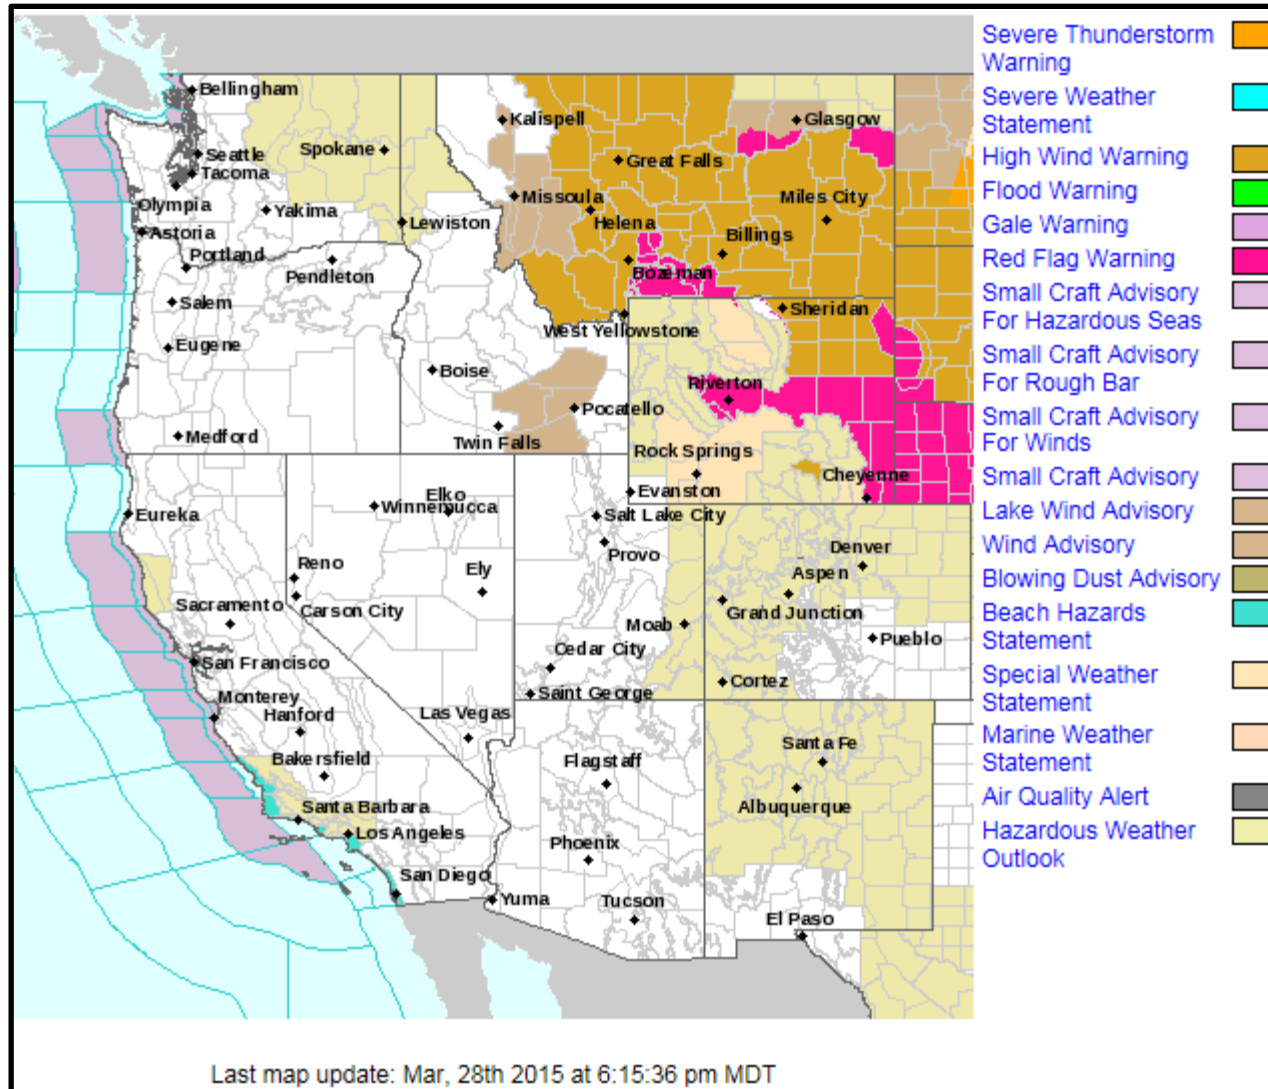 Bellingham
Kalispell
Glasgow
Seattle
Spokane
Great Falls
Tacoma
Missoula
Miles City
Olympia
Yakima
Lewiston
Helena
Astoria
Billings
Portland
Pendleton
Bozeman
Salem
Sheridan
West Yellowstone
Eugene
Boise
Riverton
Pocatello
Medford
Twin Falls
Rock Springs
Cheyenne
Elko
Evanston
Winnemucca
Eureka
Salt Lake City
Provo
Denver
Reno
Ely
Aspen
Sacramento
Carson City
Grand Junction
Moab
Pueblo
Cedar City
San Francisco
Cortez
Saint George
Monterey
Hanford
Las Vegas
Santa Fe
Bakersfield
Flagstaff
Albuquerque
Santa Barbara
Los Angeles
Phoenix
San Diego
Yuma
Tucson
El Paso
Severe Thunderstorm
Warning
Severe Weather
Statement
High Wind Warning
Flood Warning
Gale Warning
Red Flag Warning
Small Craft Advisory
For Hazardous Seas
Small Craft Advisory
For Rough Bar
Small Craft Advisory
For Winds
Small Craft Advisory
Lake Wind Advisory
Wind Advisory
Blowing Dust Advisory
Beach Hazards
Statement
Special Weather
Statement
Marine Weather
Statement
Air Quality Alert
Hazardous Weather
Outlook
Last map update: Mar, 28th 2015 at 6:15:36 pm MDT